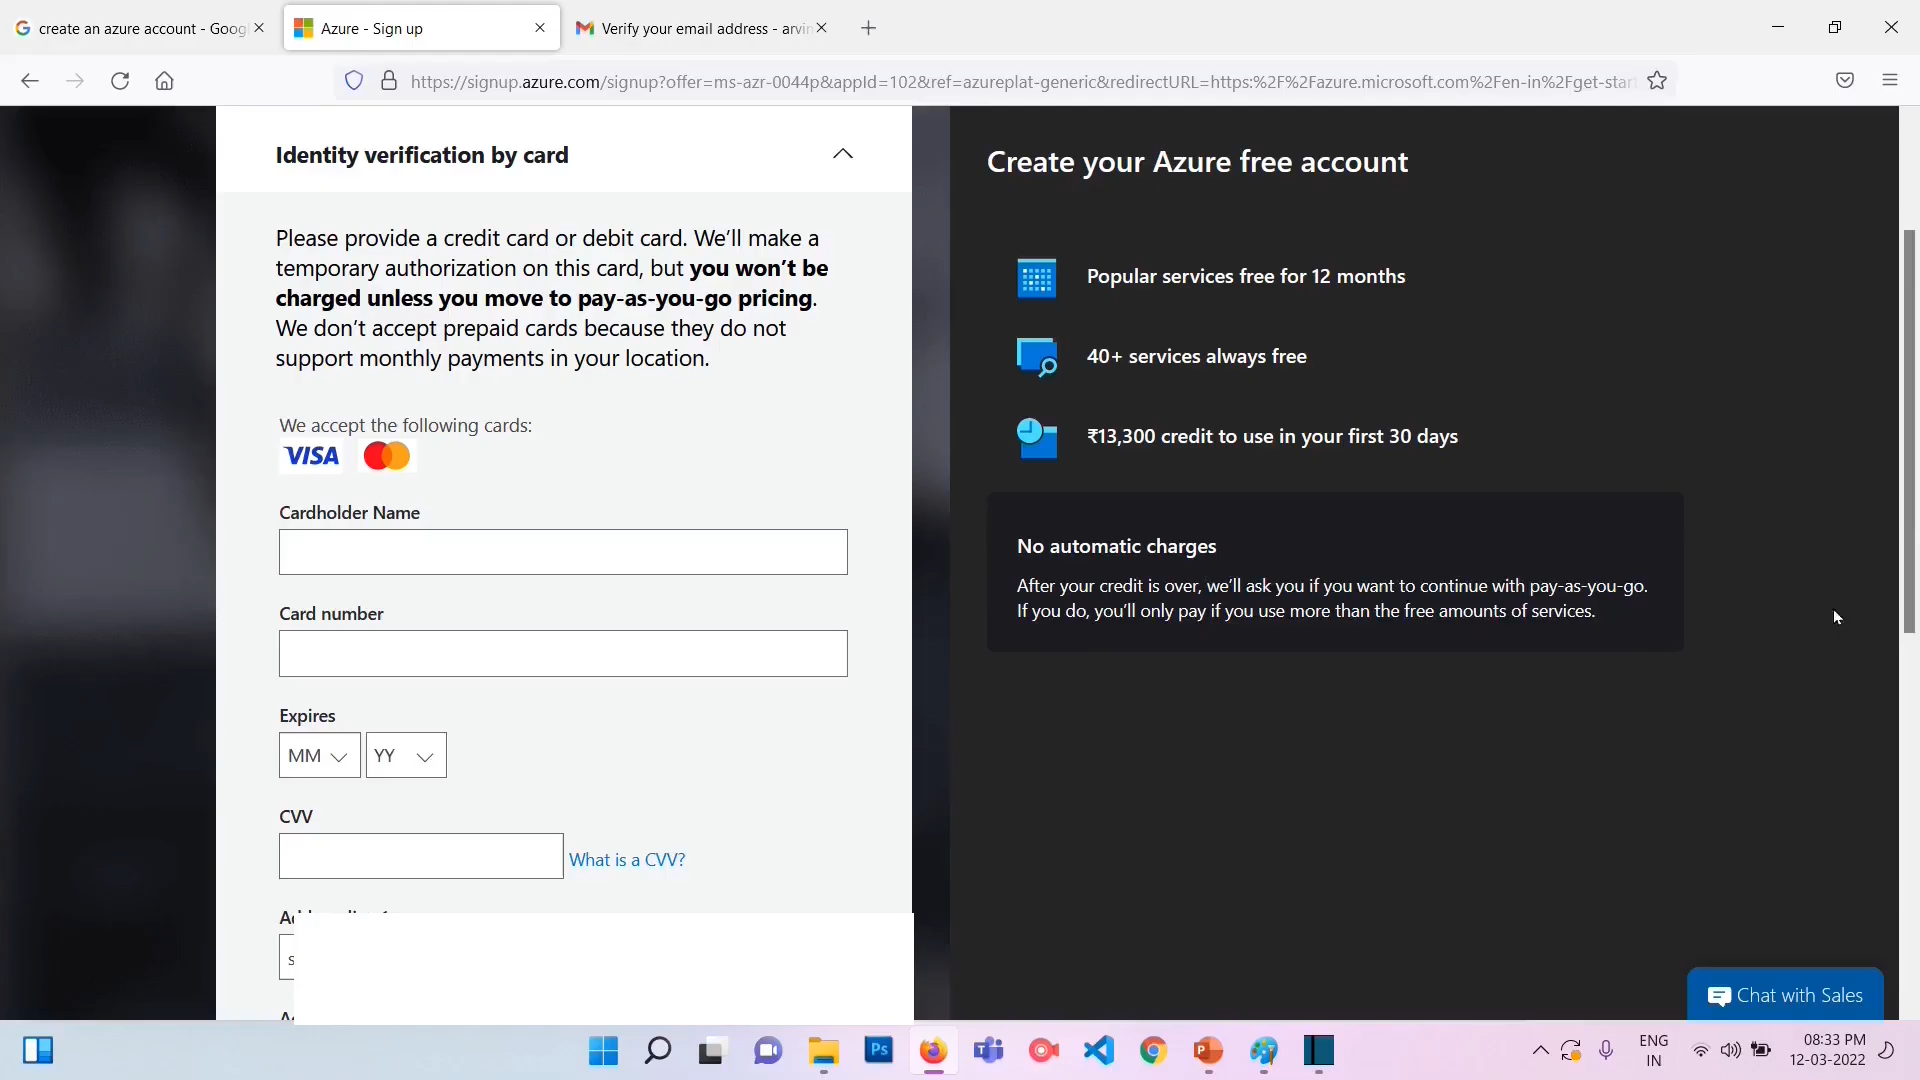 create an azure account - Goog
Azure - Sign up
Verify your email address - arvin
https://signup.azure.com/signup?offer=ms-azr-0044p&appId=102&ref=azureplat-generic&redirectURL=https:%2F%2Fazure.microsoft.com%2Fen-in%2Fget-start
Identity verification by card
Please provide a credit card or debit card. We’ll make a
temporary authorization on this card, but you won’t be
charged unless you move to pay-as-you-go pricing.
We don’t accept prepaid cards because they do not
support monthly payments in your location.
We accept the following cards:
VISA
Cardholder Name
Card number
Expires
MM YY
CVV
What is a CVV?
s
Create your Azure free account
Popular services free for 12 months
40+ services always free
₹13,300 credit to use in your first 30 days
No automatic charges
After your credit is over, we’ll ask you if you want to continue with pay-as-you-go.
If you do, you’ll only pay if you use more than the free amounts of services.
Chat with Sales
Ps
ENG
IN
08:33 PM
12-03-2022